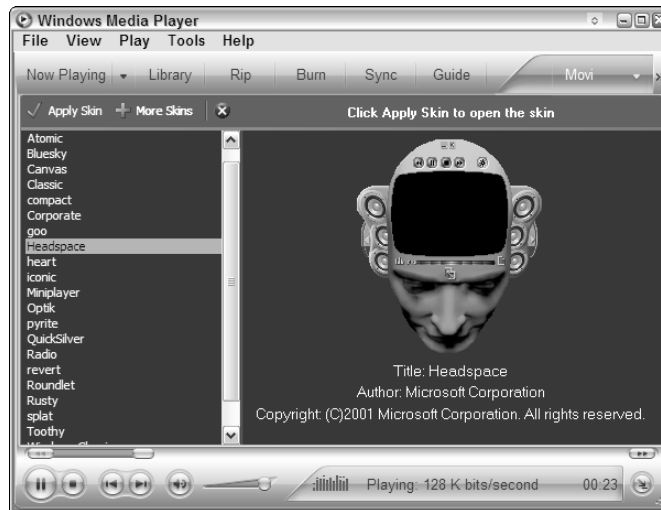 Windows Media Player
File View Play Tools Help
Now Playing Library Rip Burn Sync Guide Movi
Apply Skin More Skins Click Apply Skin to open the skin
Atomic
Bluesky
Canvas
Classic
compact
Corporate
goo
Headspace
heart
iconic
Miniplayer
Optik
pyrite
QuickSilver
Radio
revert
Roundlet
Rusty
splat
Toothy
Title: Headspace
Author: Microsoft Corporation
Copyright: (C)2001 Microsoft Corporation. All rights reserved.
Playing: 128 K bits/second 00:23